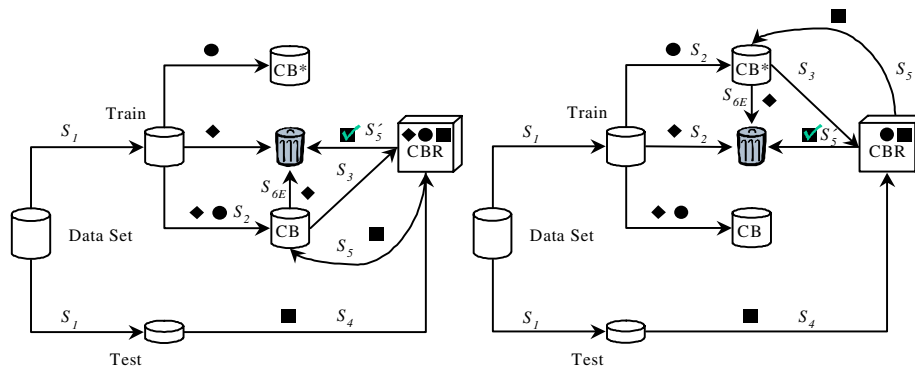 CB*
Train
S1
S5´
CBR
S6E
S3
S2
CB
Data Set
S5
S1
S4
Test
S2
CB*
S3
S5
S6E
Train
S1
S2
S5´
CBR
CB
Data Set
S1
S4
Test